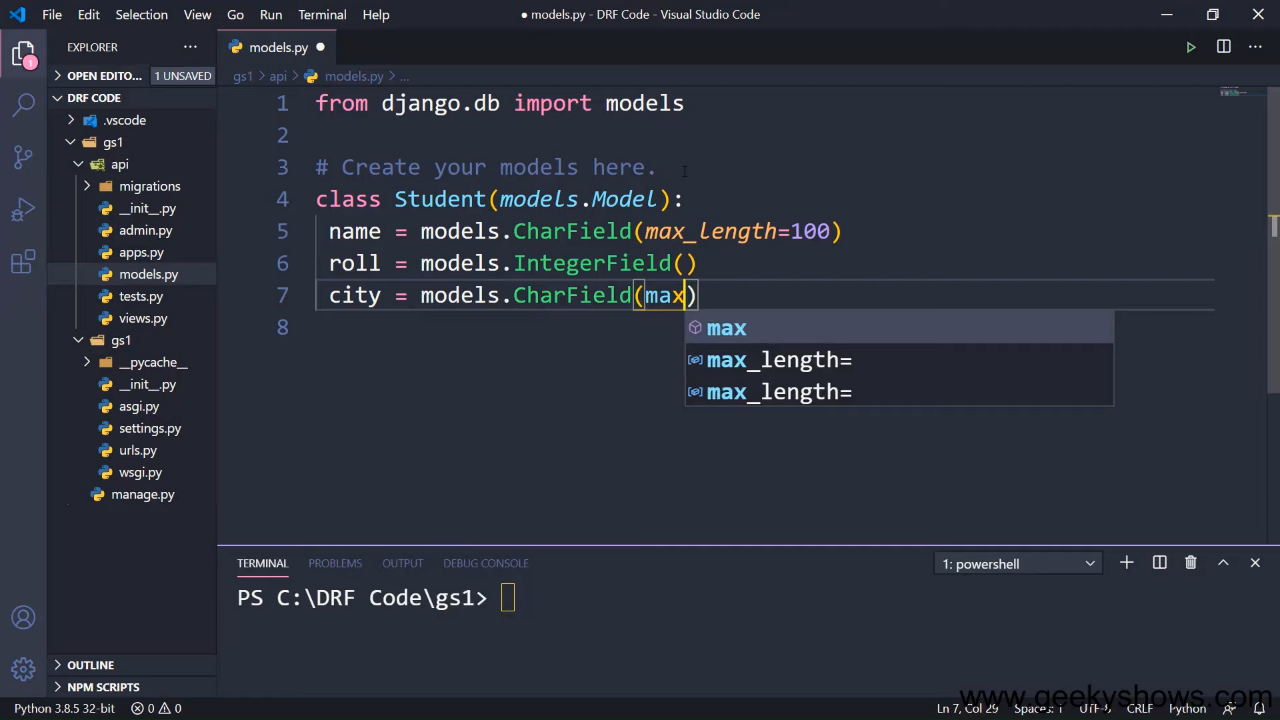 File Edit Selection View Go Run Terminal Help
● models.py - DRF Code - Visual Studio Code
EXPLORER
1
OPEN EDITO... 1 UNSAVED
DRF CODE
.vscode
gs1
api
migrations
__init__.py
admin.py
apps.py
models.py
tests.py
views.py
gs1
__pycache__
__init__.py
asgi.py
settings.py
urls.py
wsgi.py
manage.py
OUTLINE
NPM SCRIPTS
models.py
gs1 > api > models.py > ...
1 from django.db import models
2
3 # Create your models here.
4 class Student(models.Model):
5 name = models.CharField(max_length=100)
6 roll = models.IntegerField()
7 city = models.CharField(max)
8
max
max_length=
max_length=
TERMINAL PROBLEMS OUTPUT DEBUG CONSOLE
1: powershell
PS C:\DRF Code\gs1>
www.geekyshows.com
Python 3.8.5 32-bit 0 0 Ln 7, Col 29 Spaces: 1 UTF-8 CRLF Python